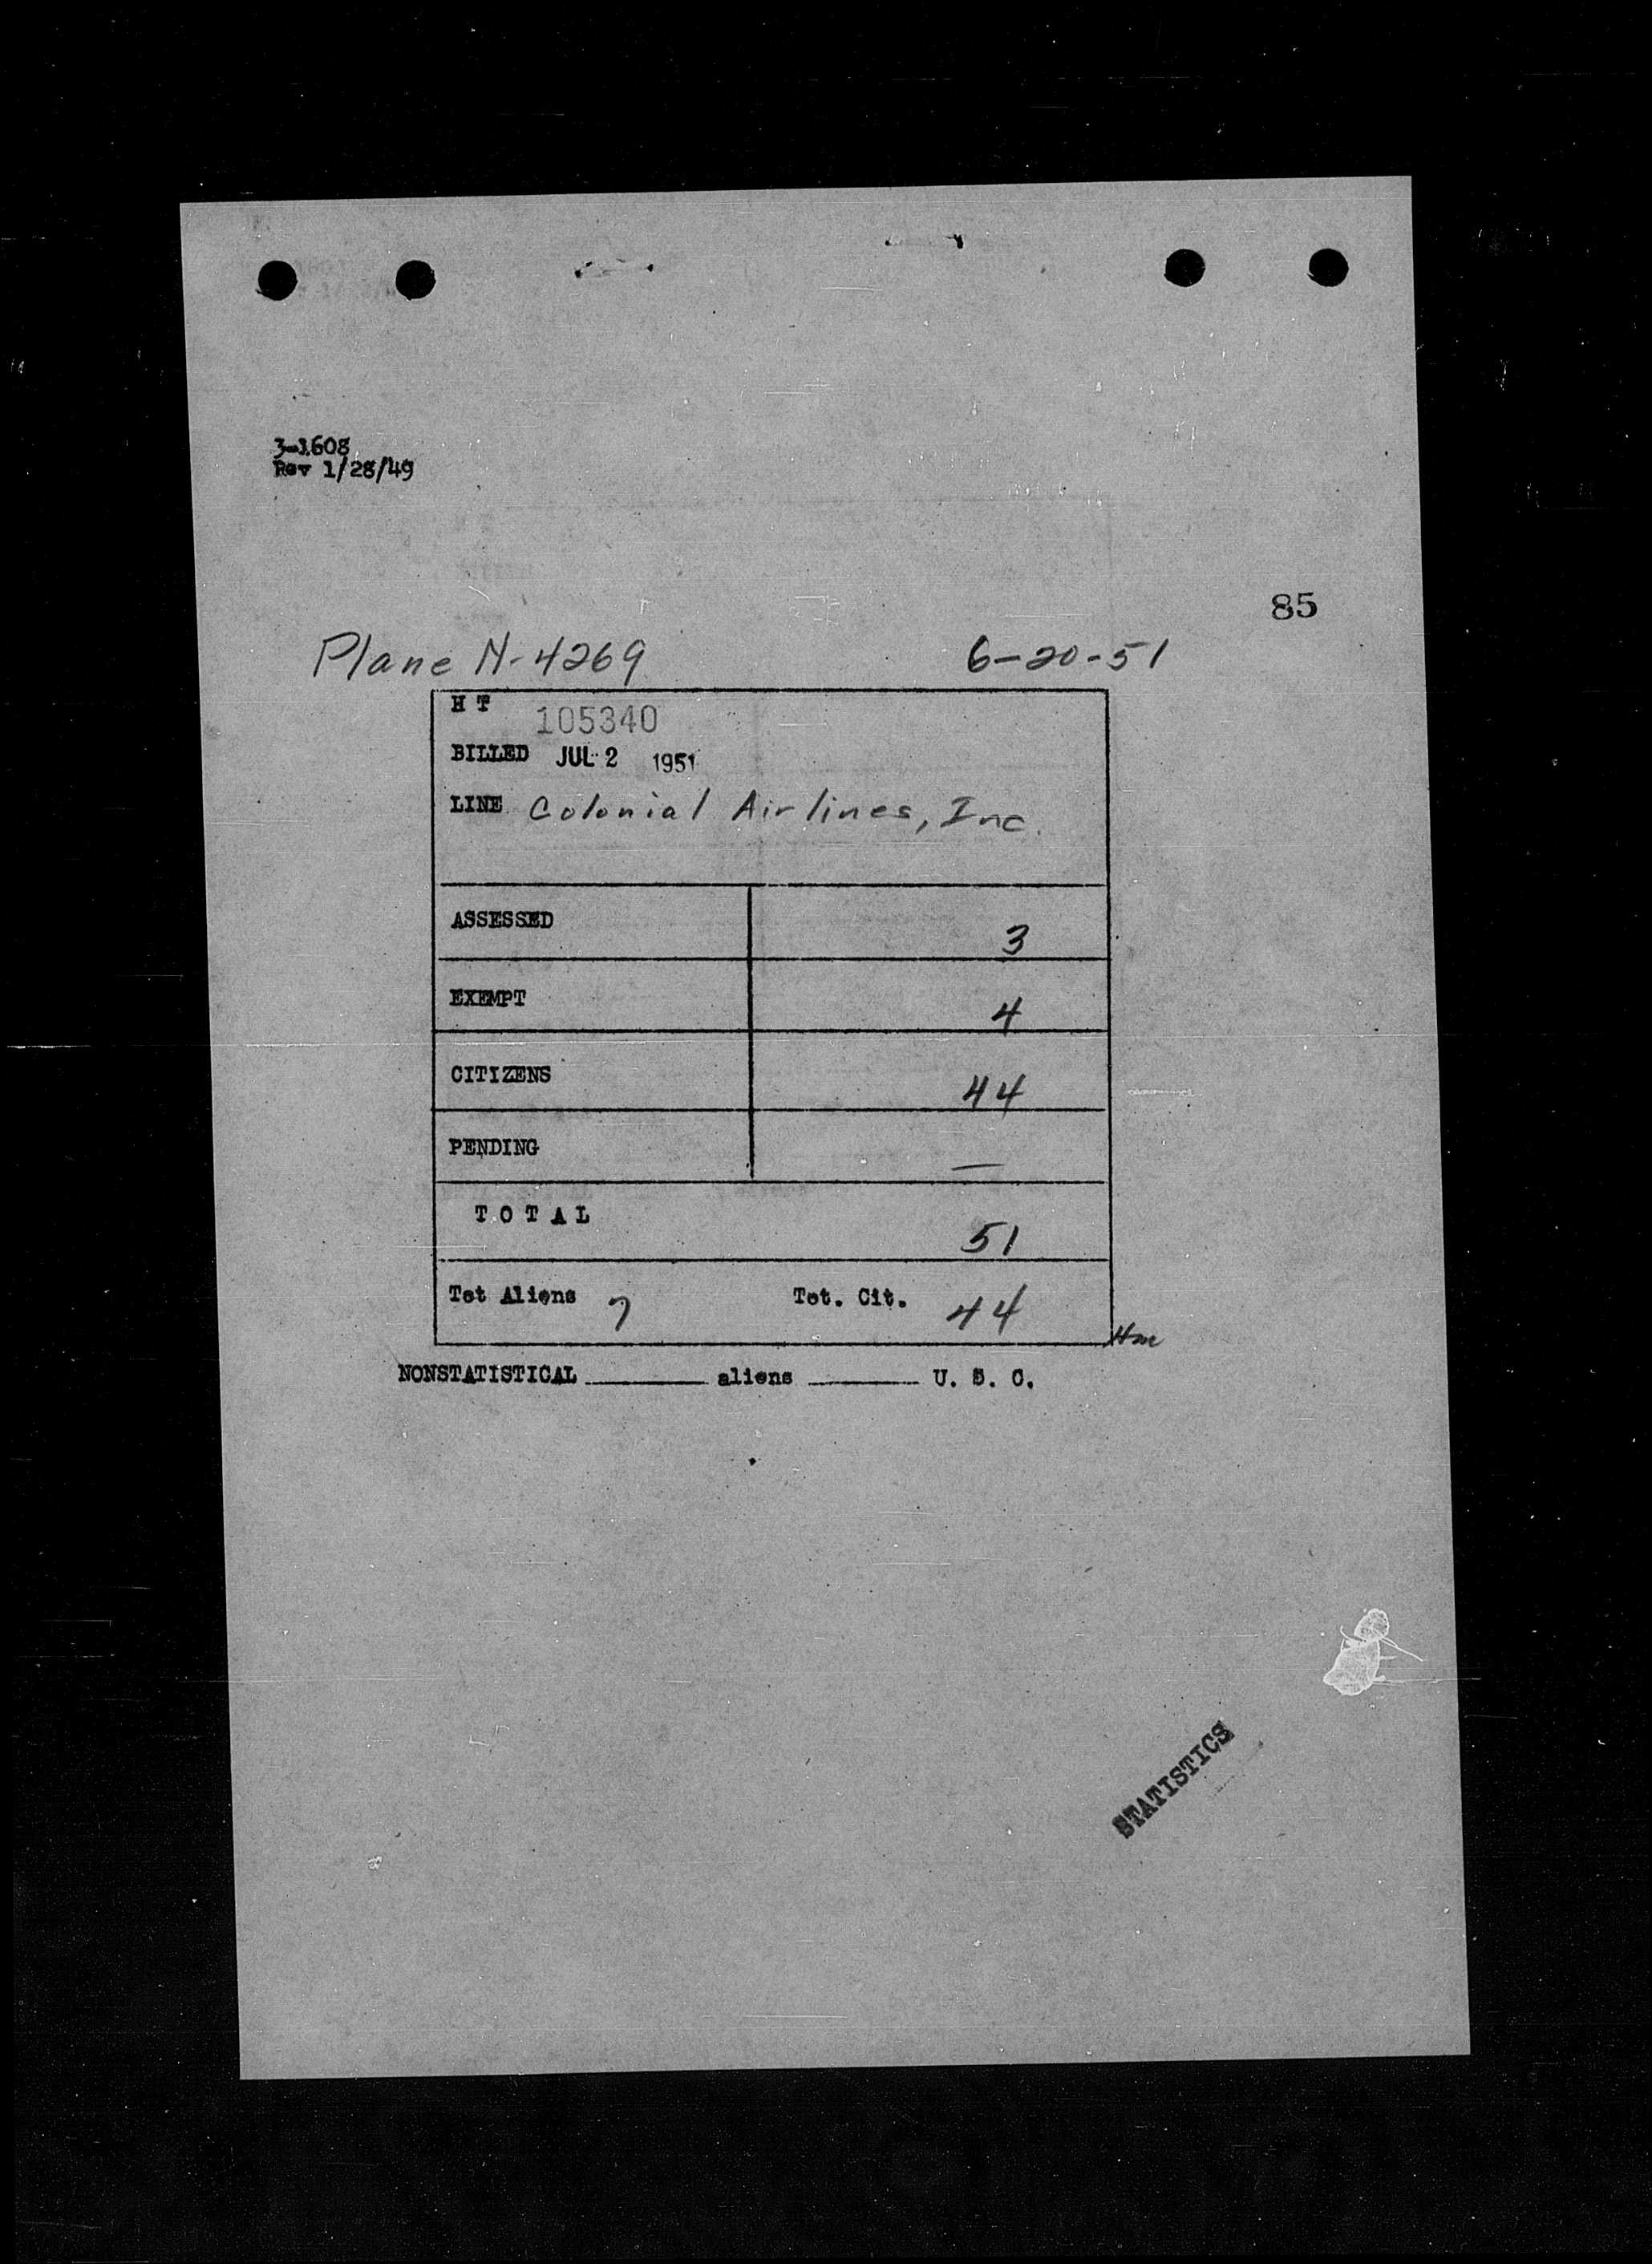 3-1608
Rev 1/28/49
85
Plane N-4269 6-20-51
H T 105340
BILLED JUL 2 1951
LINE Colonial Airlines, Inc.
ASSESSED 3
EXEMPT 4
CITIZENS 44
PENDING —
T O T A L 51
Tot Aliens 7 Tot. Cit. 44
NONSTATISTICAL ________ aliens ________ U. S. C.
STATISTICS